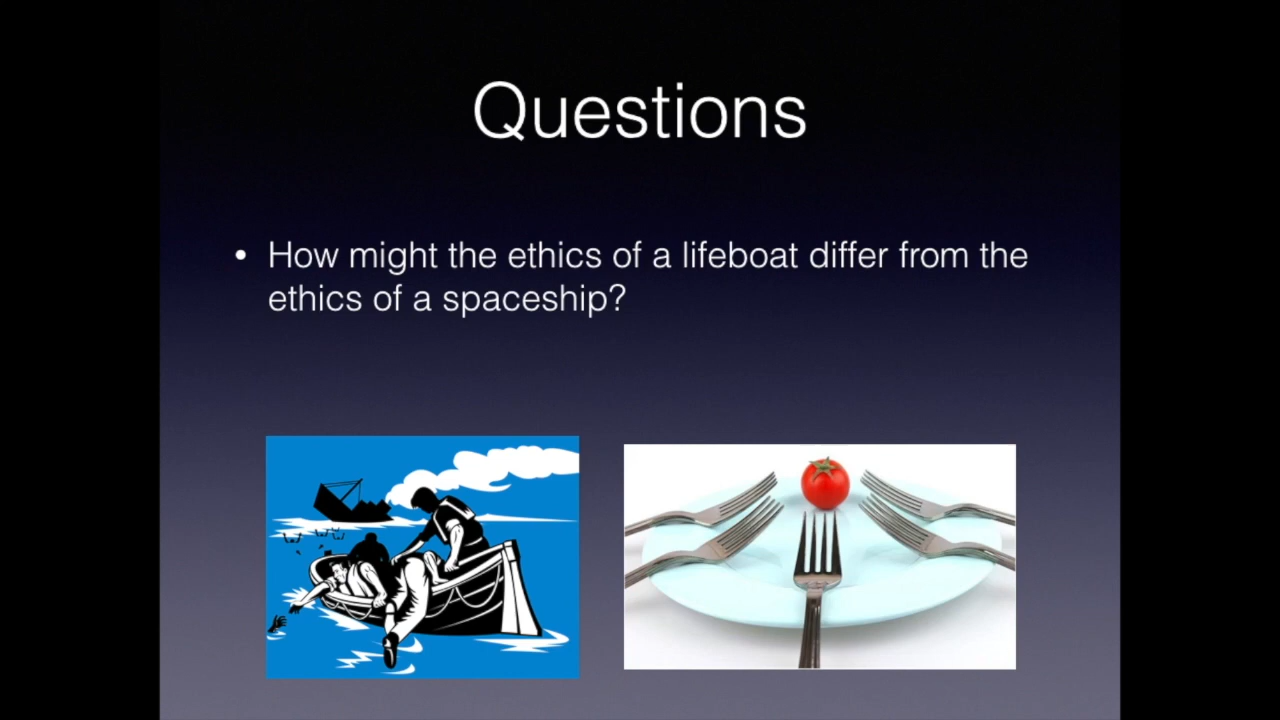 Questions
• How might the ethics of a lifeboat differ from the
ethics of a spaceship?